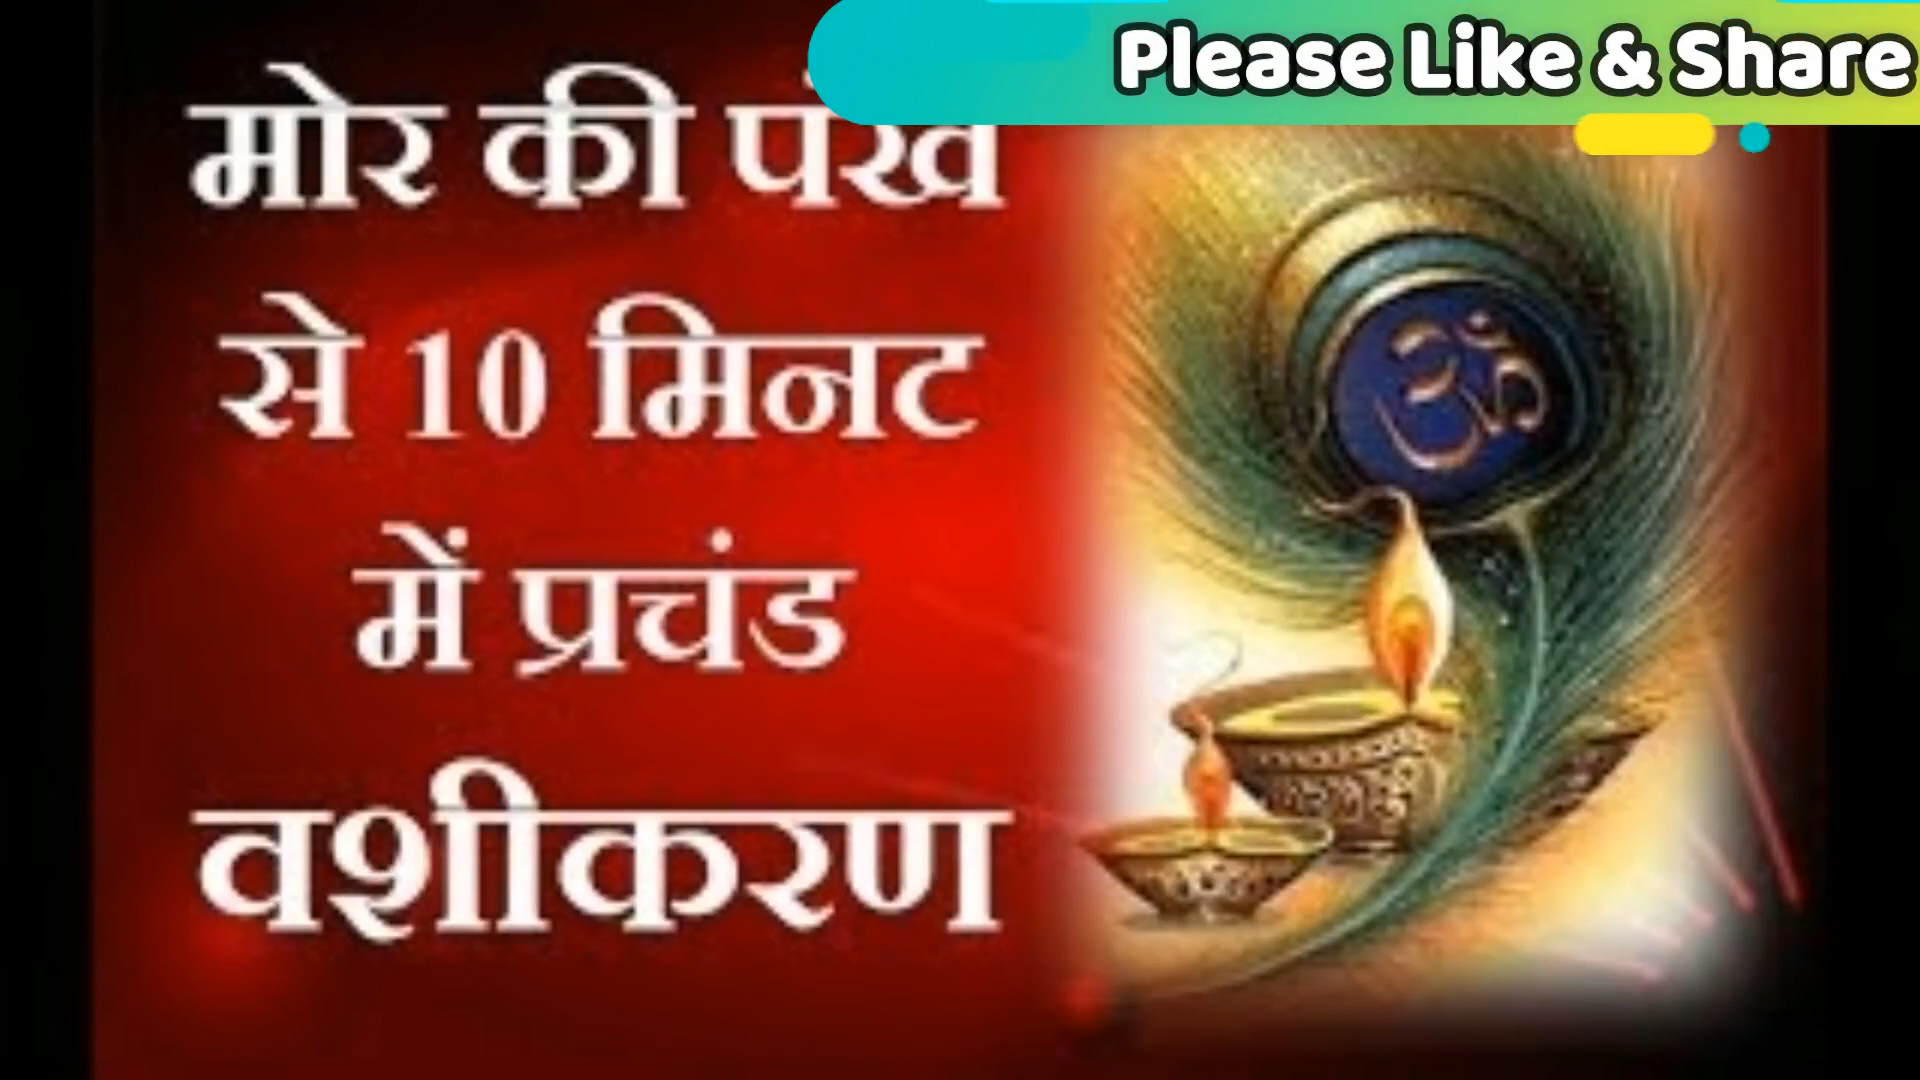 Please Like & Share
मोर की पंख
से 10 मिनट
में प्रचंड
वशीकरण
ॐ